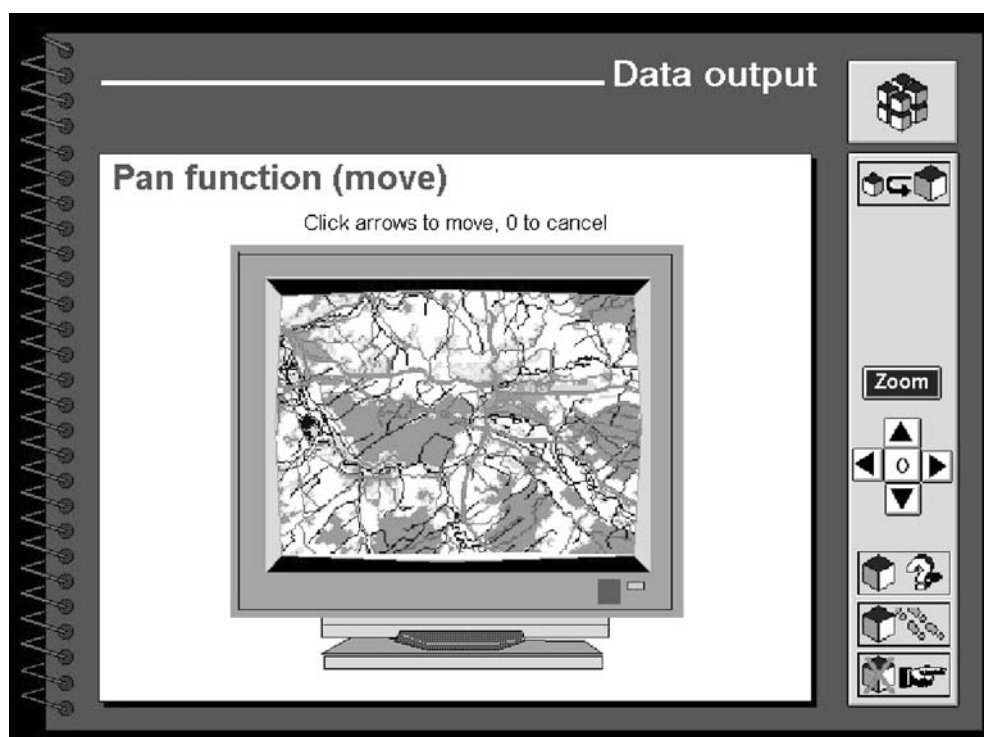 Data output
Pan function (move)
Click arrows to move, 0 to cancel
Zoom
0